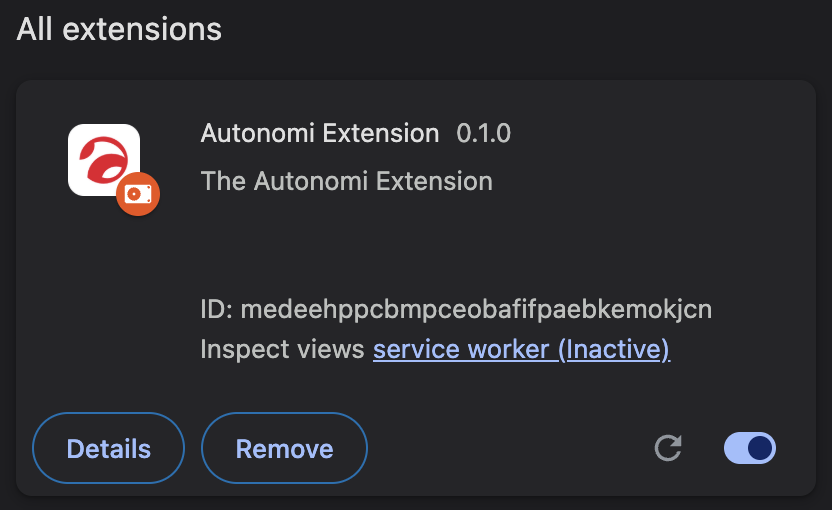 All extensions
Autonomi Extension 0.1.0
The Autonomi Extension
ID: medeehppcbmpceobafifpaebkemokjcn
Inspect views service worker (Inactive)
Details Remove